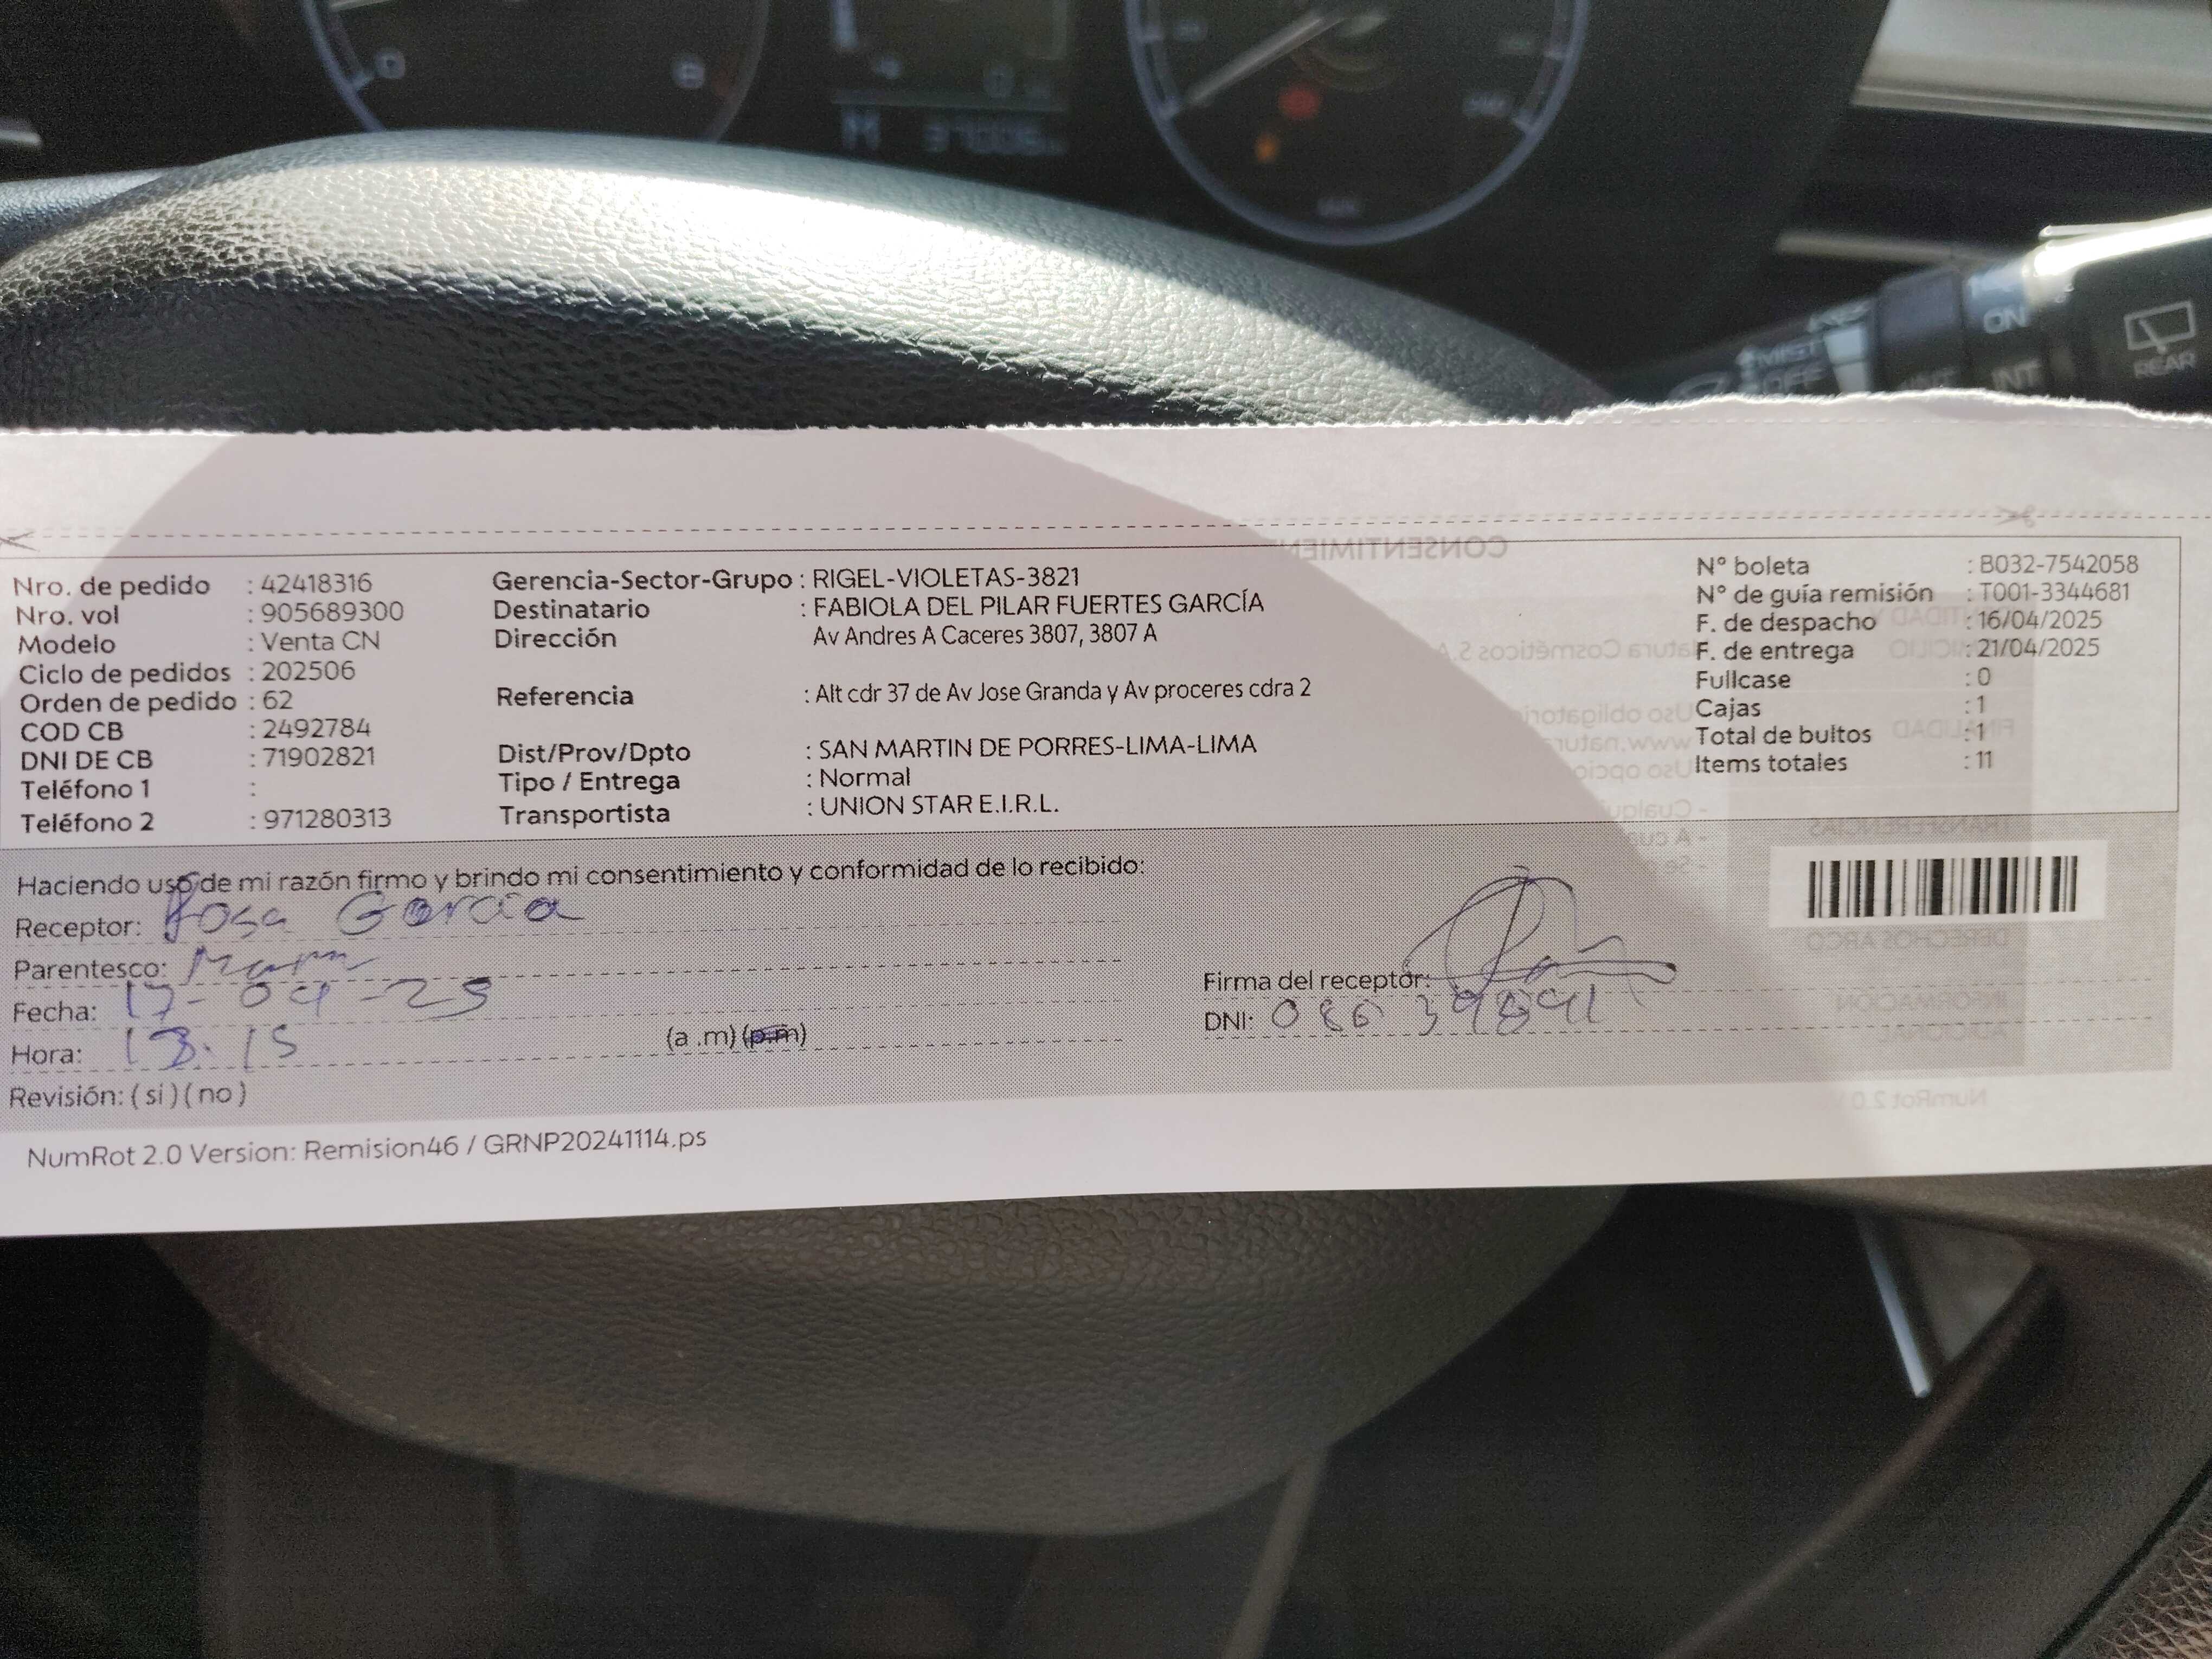 ON
MIST
OFF
INT
REAR
Nro. de pedido : 42418316
Nro. vol : 905689300
Modelo : Venta CN
Ciclo de pedidos : 202506
Orden de pedido : 62
COD CB : 2492784
DNI DE CB : 71902821
Teléfono 1 :
Teléfono 2 : 971280313
Gerencia-Sector-Grupo : RIGEL-VIOLETAS-3821
Destinatario : FABIOLA DEL PILAR FUERTES GARCÍA
Dirección Av Andres A Caceres 3807, 3807 A
Referencia : Alt cdr 37 de Av Jose Granda y Av proceres cdra 2
Dist/Prov/Dpto : SAN MARTIN DE PORRES-LIMA-LIMA
Tipo / Entrega : Normal
Transportista : UNION STAR E.I.R.L.
N° boleta : B032-7542058
N° de guía remisión : T001-3344681
F. de despacho : 16/04/2025
F. de entrega : 21/04/2025
Fullcase : 0
Cajas : 1
Total de bultos : 1
Items totales : 11
Haciendo uso de mi razón firmo y brindo mi consentimiento y conformidad de lo recibido:
Receptor: Rosa García
Parentesco:
Fecha: 17-04-25
Hora: 13.15 (a .m) (p.m)
Revisión: ( si ) ( no )
Firma del receptor:
DNI:
NumRot 2.0 Version: Remision46 / GRNP20241114.ps